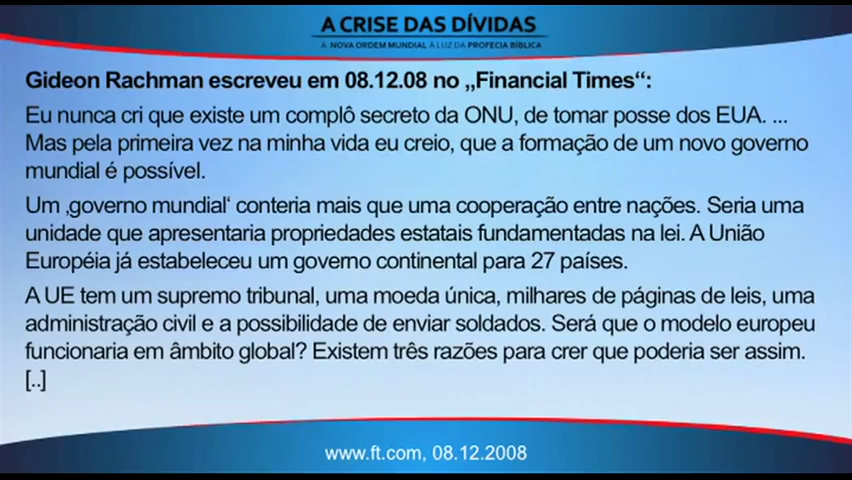 A CRISE DAS DÍVIDAS
A NOVA ORDEM MUNDIAL À LUZ DA PROFECIA BÍBLICA
Gideon Rachman escreveu em 08.12.08 no „Financial Times“:
Eu nunca cri que existe um complô secreto da ONU, de tomar posse dos EUA. ...
Mas pela primeira vez na minha vida eu creio, que a formação de um novo governo
mundial é possível.
Um ‚governo mundial‘ conteria mais que uma cooperação entre nações. Seria uma
unidade que apresentaria propriedades estatais fundamentadas na lei. A União
Européia já estabeleceu um governo continental para 27 países.
A UE tem um supremo tribunal, uma moeda única, milhares de páginas de leis, uma
administração civil e a possibilidade de enviar soldados. Será que o modelo europeu
funcionaria em âmbito global? Existem três razões para crer que poderia ser assim.
[..]
www.ft.com, 08.12.2008